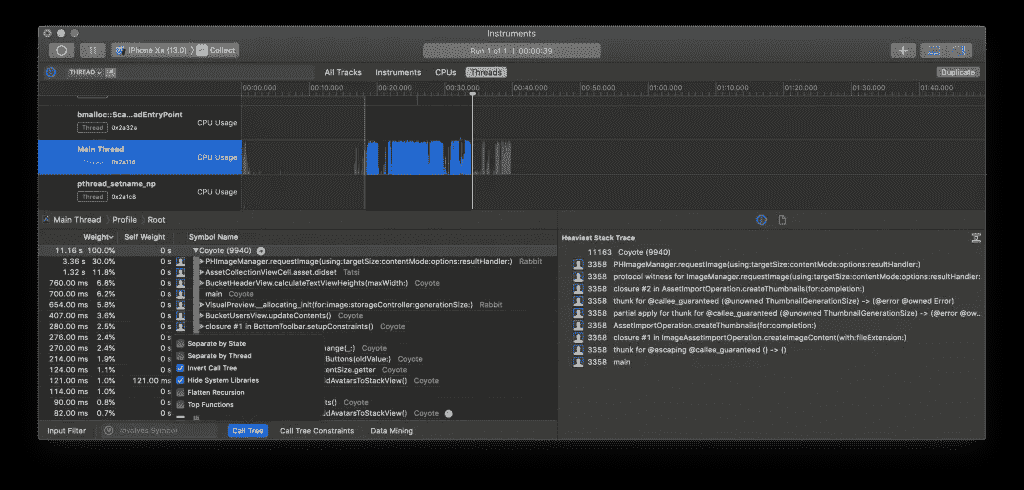 Instruments
iPhone Xs (13.0) Collect
Run 1 of 1 | 00:00:39
THREAD
All Tracks Instruments CPUs Threads
Duplicate
00:00.000 00:10.000 00:20.000 00:30.000 00:40.000 00:50.000 01:00.000 01:10.000 01:20.000 01:30.000 01:40.000
bmalloc::Sca...adEntryPoint
Thread 0x2a32e
CPU Usage
Main Thread
CPU Usage
pthread_setname_np
Thread 0x2a1c8
CPU Usage
Main Thread Profile Root
Weight Self Weight Symbol Name
11.16 s 100.0% 0 s Coyote (9940)
3.36 s 30.0% 0 s PHImageManager.requestImage(using:targetSize:contentMode:options:resultHandler:) Rabbit
1.32 s 11.8% 0 s AssetCollectionViewCell.asset.didset Tatsi
760.00 ms 6.8% 0 s BucketHeaderView.calculateTextViewHeights(maxWidth:) Coyote
700.00 ms 6.2% 0 s main Coyote
654.00 ms 5.8% 0 s VisualPreview.__allocating_init(for:image:storageController:generationSize:) Rabbit
407.00 ms 3.6% 0 s BucketUsersView.updateContents() Coyote
280.00 ms 2.5% 0 s closure #1 in BottomToolbar.setupConstraints() Coyote
276.00 ms 2.4% 0 s
270.00 ms 2.4% 0 s ange(_:) Coyote
214.00 ms 1.9% 0 s Buttons(oldValue:) Coyote
124.00 ms 1.1% 0 s entSize.getter Coyote
121.00 ms 1.0% 121.00 ms ddAvatarsToStackView() Coyote
114.00 ms 1.0% 0 s
90.00 ms 0.8% 0 s ts() Coyote
82.00 ms 0.7% 0 s ddAvatarsToStackView() Coyote
Separate by State
Separate by Thread
Invert Call Tree
Hide System Libraries
Flatten Recursion
Top Functions
Input Filter Involves Symbol Call Tree Call Tree Constraints Data Mining
Heaviest Stack Trace
11163 Coyote (9940)
3358 PHImageManager.requestImage(using:targetSize:contentMode:options:resultHandler:)
3358 protocol witness for ImageManager.requestImage(using:targetSize:contentMode:options:resultHandler:
3358 closure #2 in AssetImportOperation.createThumbnails(for:completion:)
3358 thunk for @callee_guaranteed (@unowned ThumbnailGenerationSize) -> (@error @owned Error)
3358 partial apply for thunk for @callee_guaranteed (@unowned ThumbnailGenerationSize) -> (@error @ow...
3358 AssetImportOperation.createThumbnails(for:completion:)
3358 closure #1 in ImageAssetImportOperation.createImageContent(with:fileExtension:)
3358 thunk for @escaping @callee_guaranteed () -> ()
3358 main